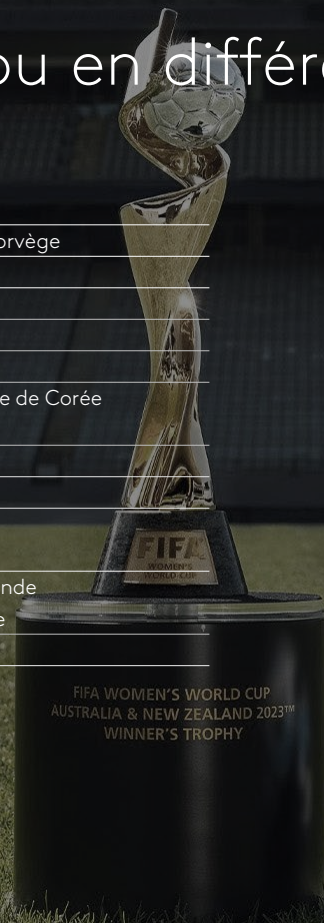 ou en différ
orvège
e de Corée
nde
e
FIFA
WOMEN'S
WORLD CUP
FIFA WOMEN'S WORLD CUP
AUSTRALIA & NEW ZEALAND 2023™
WINNER'S TROPHY